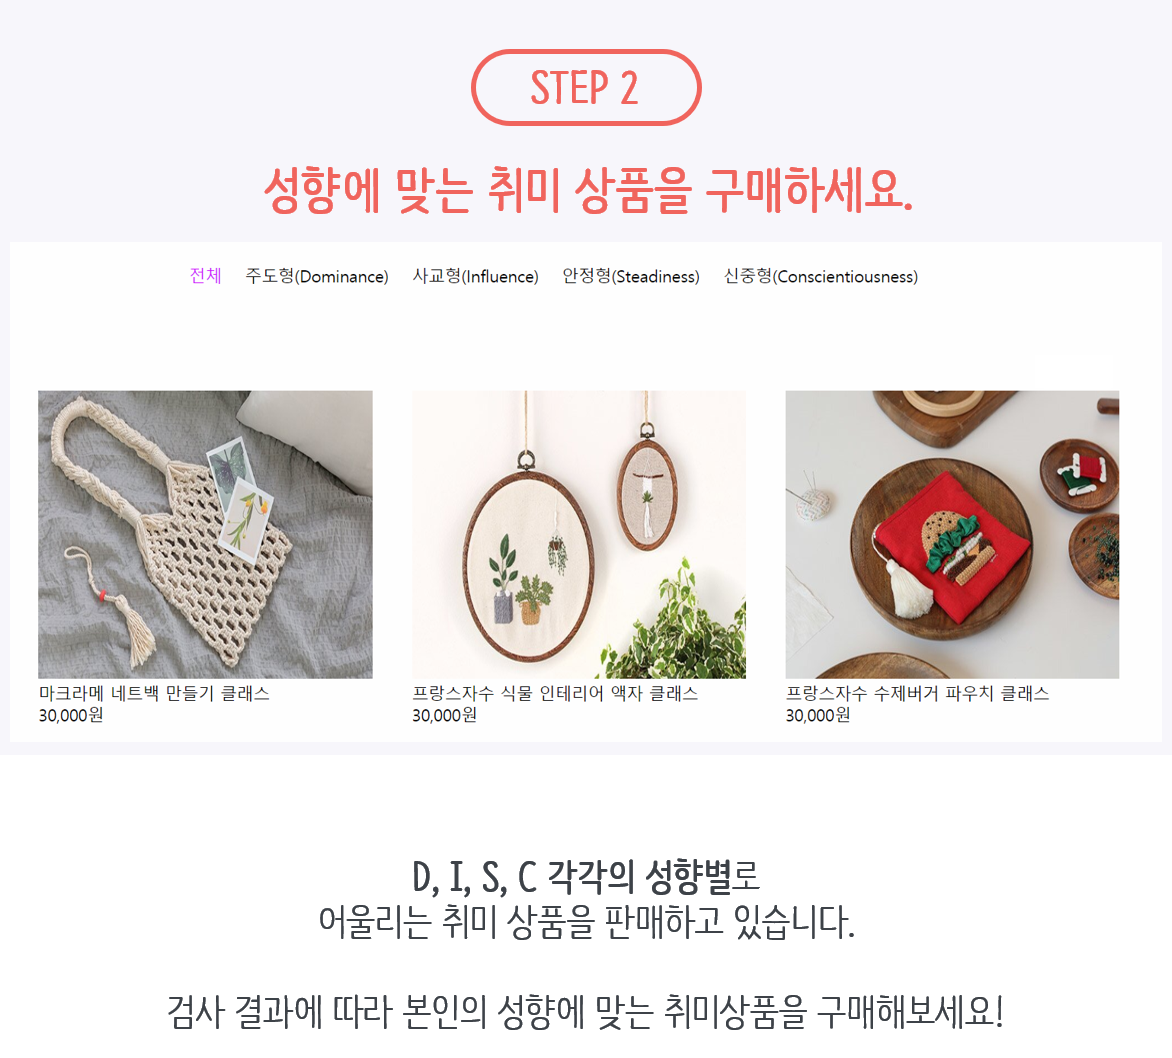 STEP 2
성향에 맞는 취미 상품을 구매하세요.
전체 주도형(Dominance) 사교형(Influence) 안정형(Steadiness) 신중형(Conscientiousness)
마크라메 네트백 만들기 클래스
30,000원
프랑스자수 식물 인테리어 액자 클래스
30,000원
프랑스자수 수제버거 파우치 클래스
30,000원
D, I, S, C 각각의 성향별로
어울리는 취미 상품을 판매하고 있습니다.
검사 결과에 따라 본인의 성향에 맞는 취미상품을 구매해보세요!